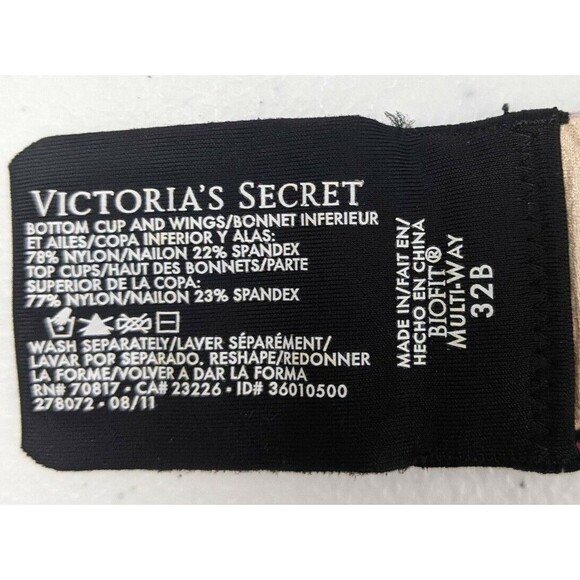 VICTORIA'S SECRET
BOTTOM CUP AND WINGS/BONNET INFERIEUR
ET AILES/COPA INFERIOR Y ALAS:
78% NYLON/NAILON 22% SPANDEX
TOP CUPS/HAUT DES BONNETS/PARTE
SUPERIOR DE LA COPA:
77% NYLON/NAILON 23% SPANDEX
WASH SEPARATELY/LAVER SÉPARÉMENT/
LAVAR POR SEPARADO. RESHAPE/REDONNER
LA FORME/VOLVER A DAR LA FORMA
RN# 70817 - CA# 23226 - ID# 36010500
278072 - 08/11
MADE IN/FAIT EN/
HECHO EN CHINA
BIOFIT®
MULTI-WAY
32B